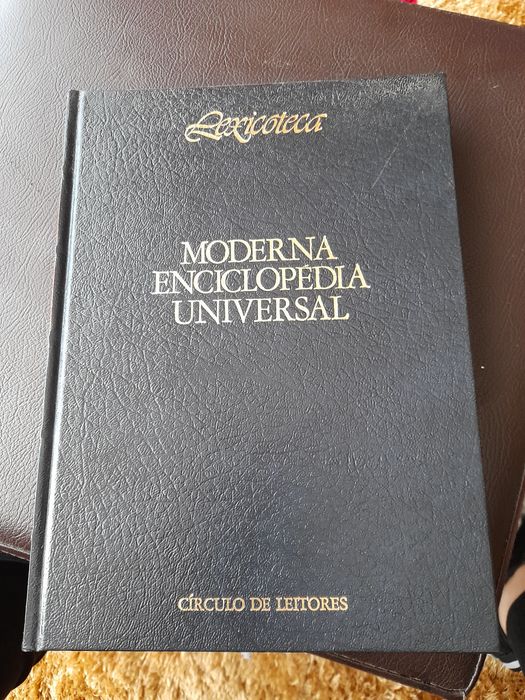 Lexicoteca
MODERNA
ENCICLOPÉDIA
UNIVERSAL
CÍRCULO DE LEITORES